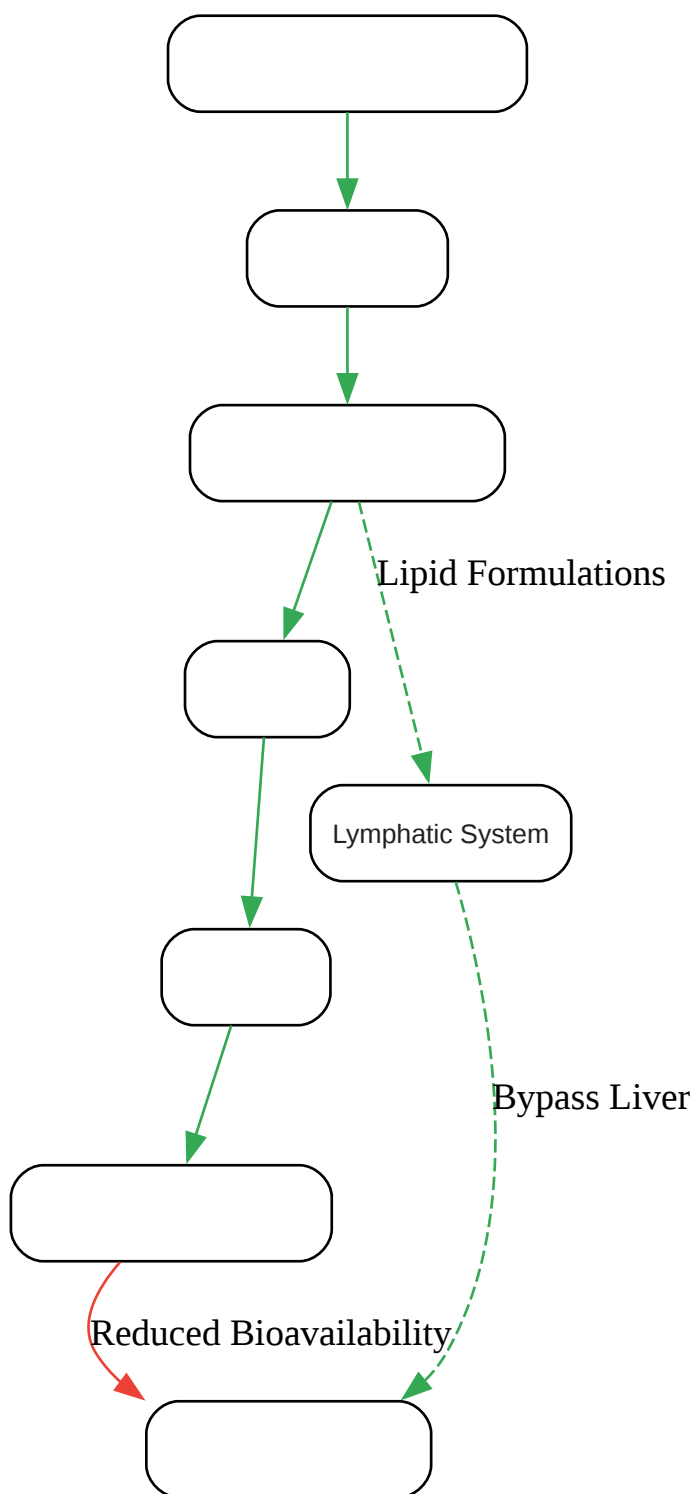 Lipid Formulations
Lymphatic System
Bypass Liver
Reduced Bioavailability